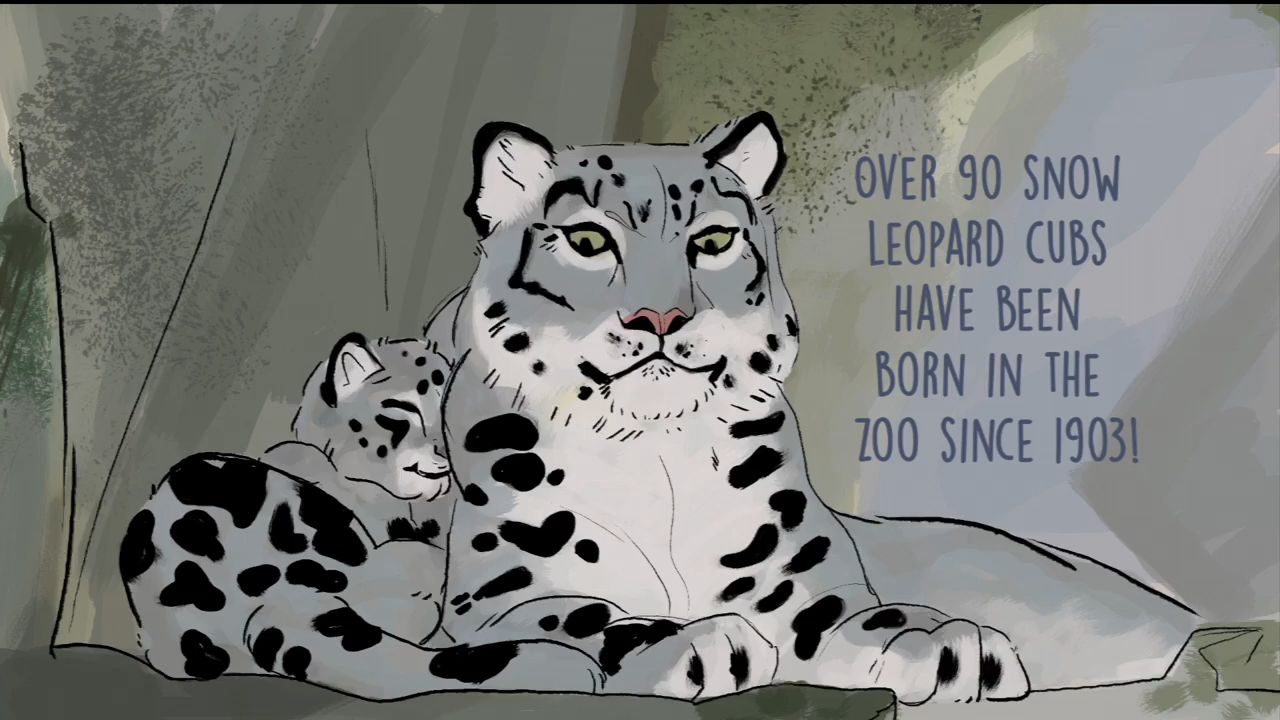 OVER 90 SNOW
LEOPARD CUBS
HAVE BEEN
BORN IN THE
ZOO SINCE 1903!